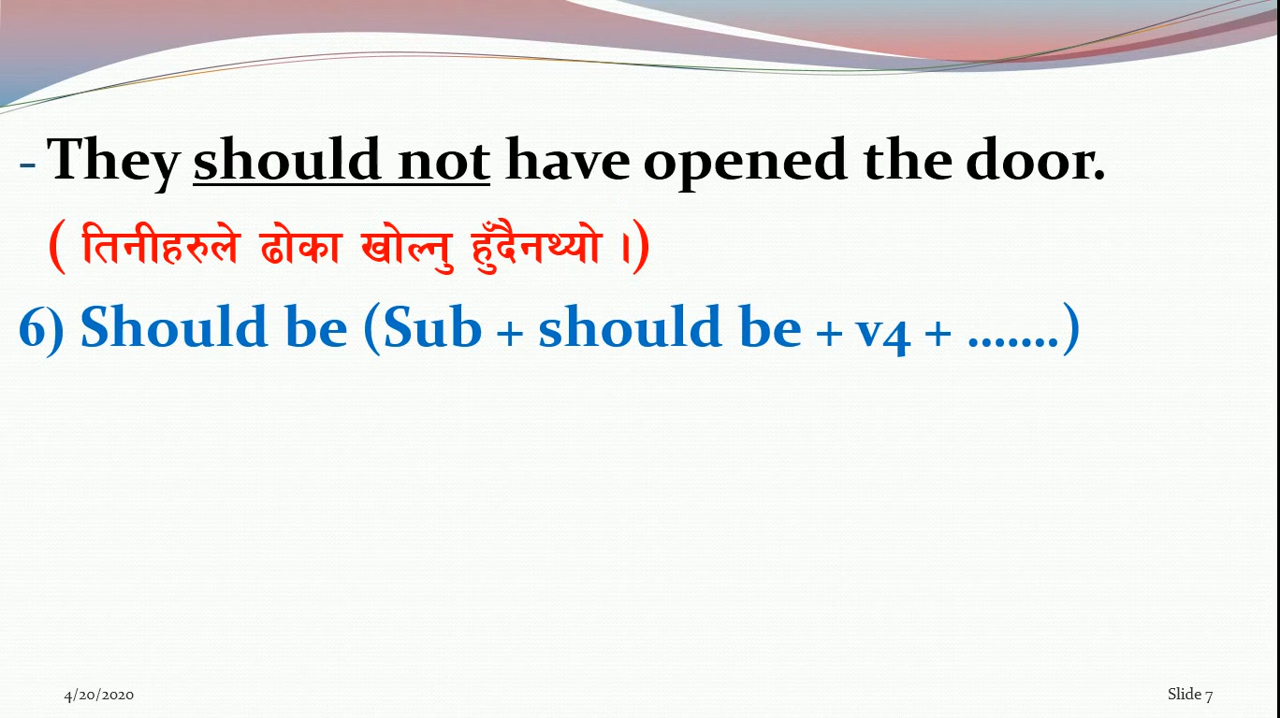 - They should not have opened the door.
( तिनीहरुले ढोका खोल्नु हुँदैनथ्यो ।)
6) Should be (Sub + should be + v4 + .......)
4/20/2020
Slide 7